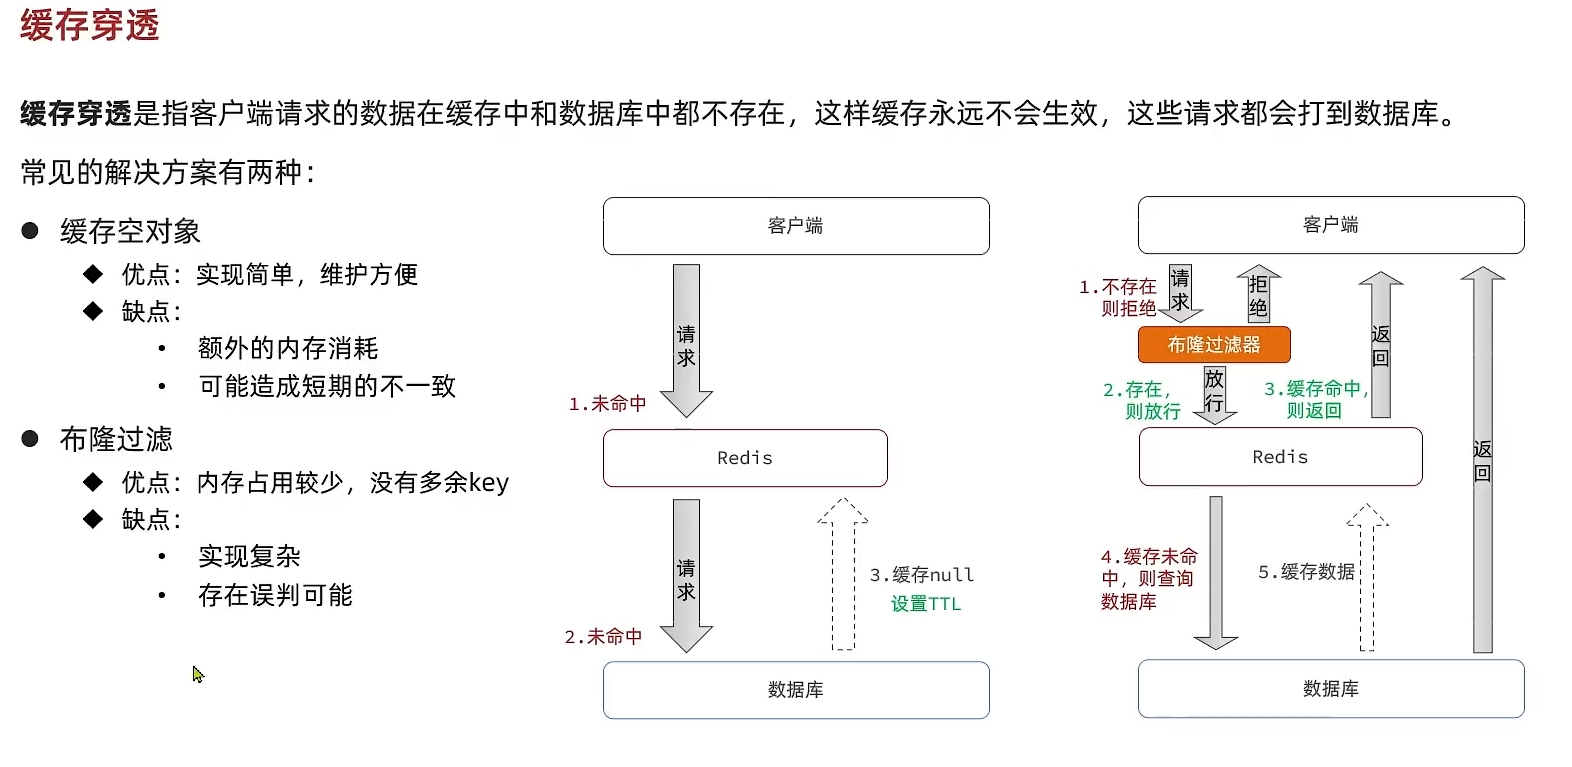 缓存穿透
缓存穿透是指客户端请求的数据在缓存中和数据库中都不存在，这样缓存永远不会生效，这些请求都会打到数据库。
常见的解决方案有两种：
● 缓存空对象
◆ 优点：实现简单，维护方便
◆ 缺点：
• 额外的内存消耗
• 可能造成短期的不一致
● 布隆过滤
◆ 优点：内存占用较少，没有多余key
◆ 缺点：
• 实现复杂
• 存在误判可能
客户端
请求
1.未命中
Redis
请求
2.未命中
3.缓存null
设置TTL
数据库
客户端
1.不存在
则拒绝
请求
拒绝
布隆过滤器
2.存在，
则放行
放行
3.缓存命中，
则返回
返回
Redis
返回
4.缓存未命
中，则查询
数据库
5.缓存数据
数据库